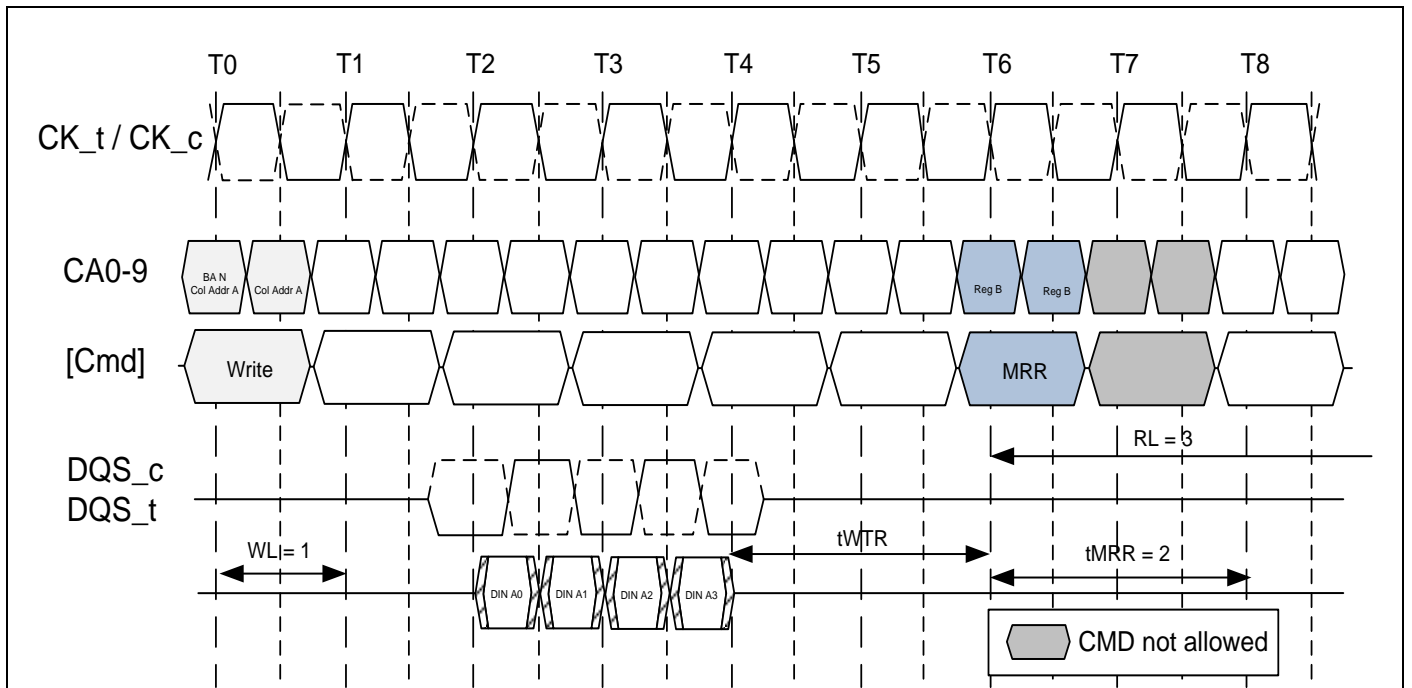 T0 T1 T2 T3 T4 T5 T6 T7 T8
CK_t / CK_c
CA0-9
BA N
Col Addr A
Col Addr A
Reg B
Reg B
[Cmd]
Write
MRR
RL = 3
DQS_c
DQS_t
WL = 1
tWTR
tMRR = 2
DIN A0
DIN A1
DIN A2
DIN A3
CMD not allowed